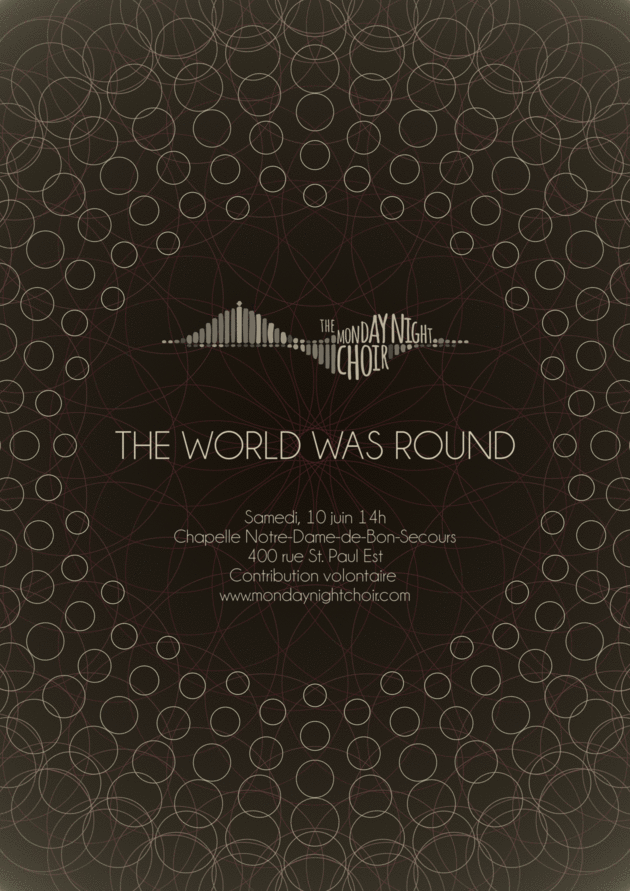 THE MONDAY NIGHT
CHOIR
THE WORLD WAS ROUND
Samedi, 10 juin 14h
Chapelle Notre-Dame-de-Bon-Secours
400 rue St. Paul Est
Contribution volontaire
www.mondaynightchoir.com